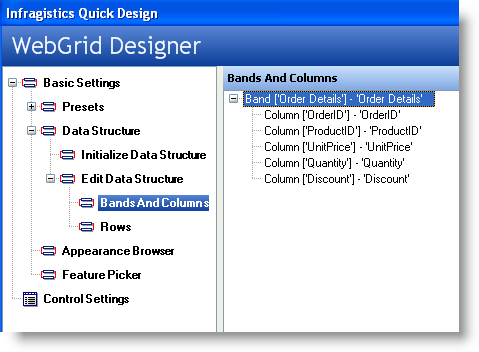 Infragistics Quick Design
WebGrid Designer
Basic Settings
Presets
Data Structure
Initialize Data Structure
Edit Data Structure
Bands And Columns
Rows
Appearance Browser
Feature Picker
Control Settings
Bands And Columns
Band ['Order Details'] - 'Order Details'
Column ['OrderID'] - 'OrderID'
Column ['ProductID'] - 'ProductID'
Column ['UnitPrice'] - 'UnitPrice'
Column ['Quantity'] - 'Quantity'
Column ['Discount'] - 'Discount'